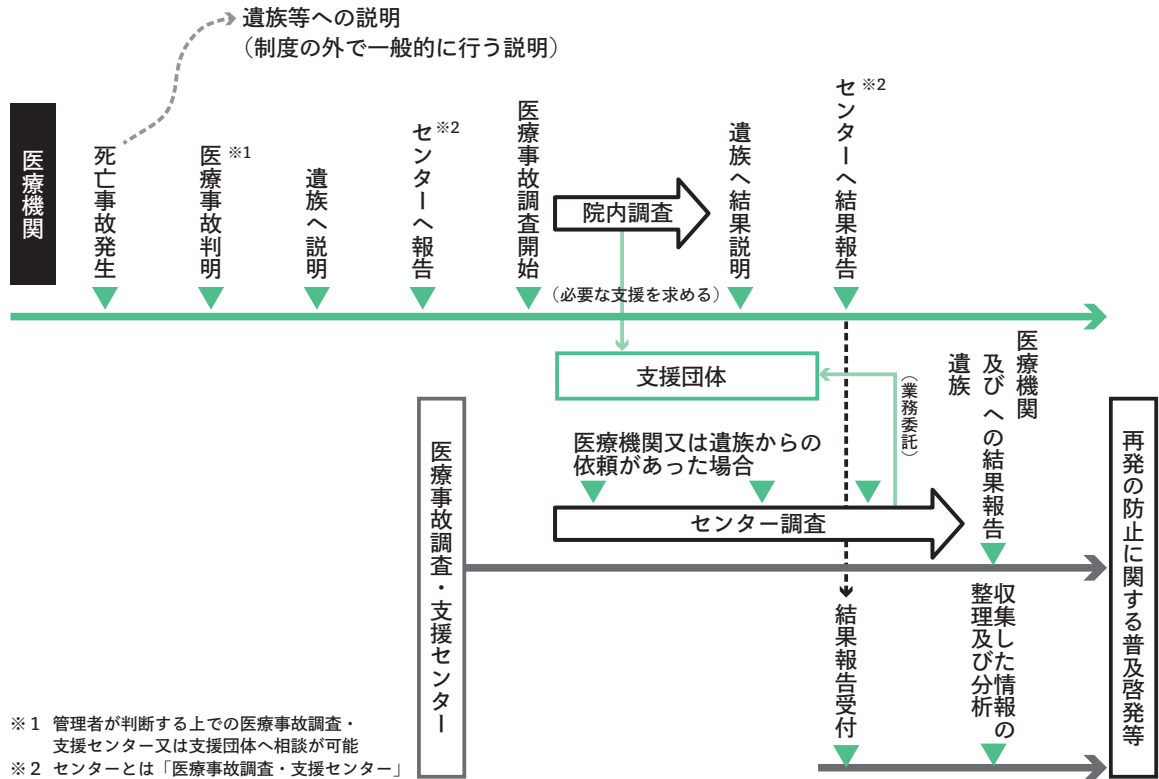 遺族等への説明
（制度の外で一般的に行う説明）
医療機関
死亡事故発生
医療事故判明 ※1
遺族へ説明
センターへ報告 ※2
医療事故調査開始
院内調査
（必要な支援を求める）
遺族へ結果説明
センターへ結果報告 ※2
支援団体
（業務委託）
医療機関又は遺族からの
依頼があった場合
センター調査
医療事故調査・支援センター
医療機関
及び への結果報告
遺族
結果報告受付
収集した情報の
整理及び分析
再発の防止に関する普及啓発等
※１ 管理者が判断する上での医療事故調査・
支援センター又は支援団体へ相談が可能
※２ センターとは「医療事故調査・支援センター」